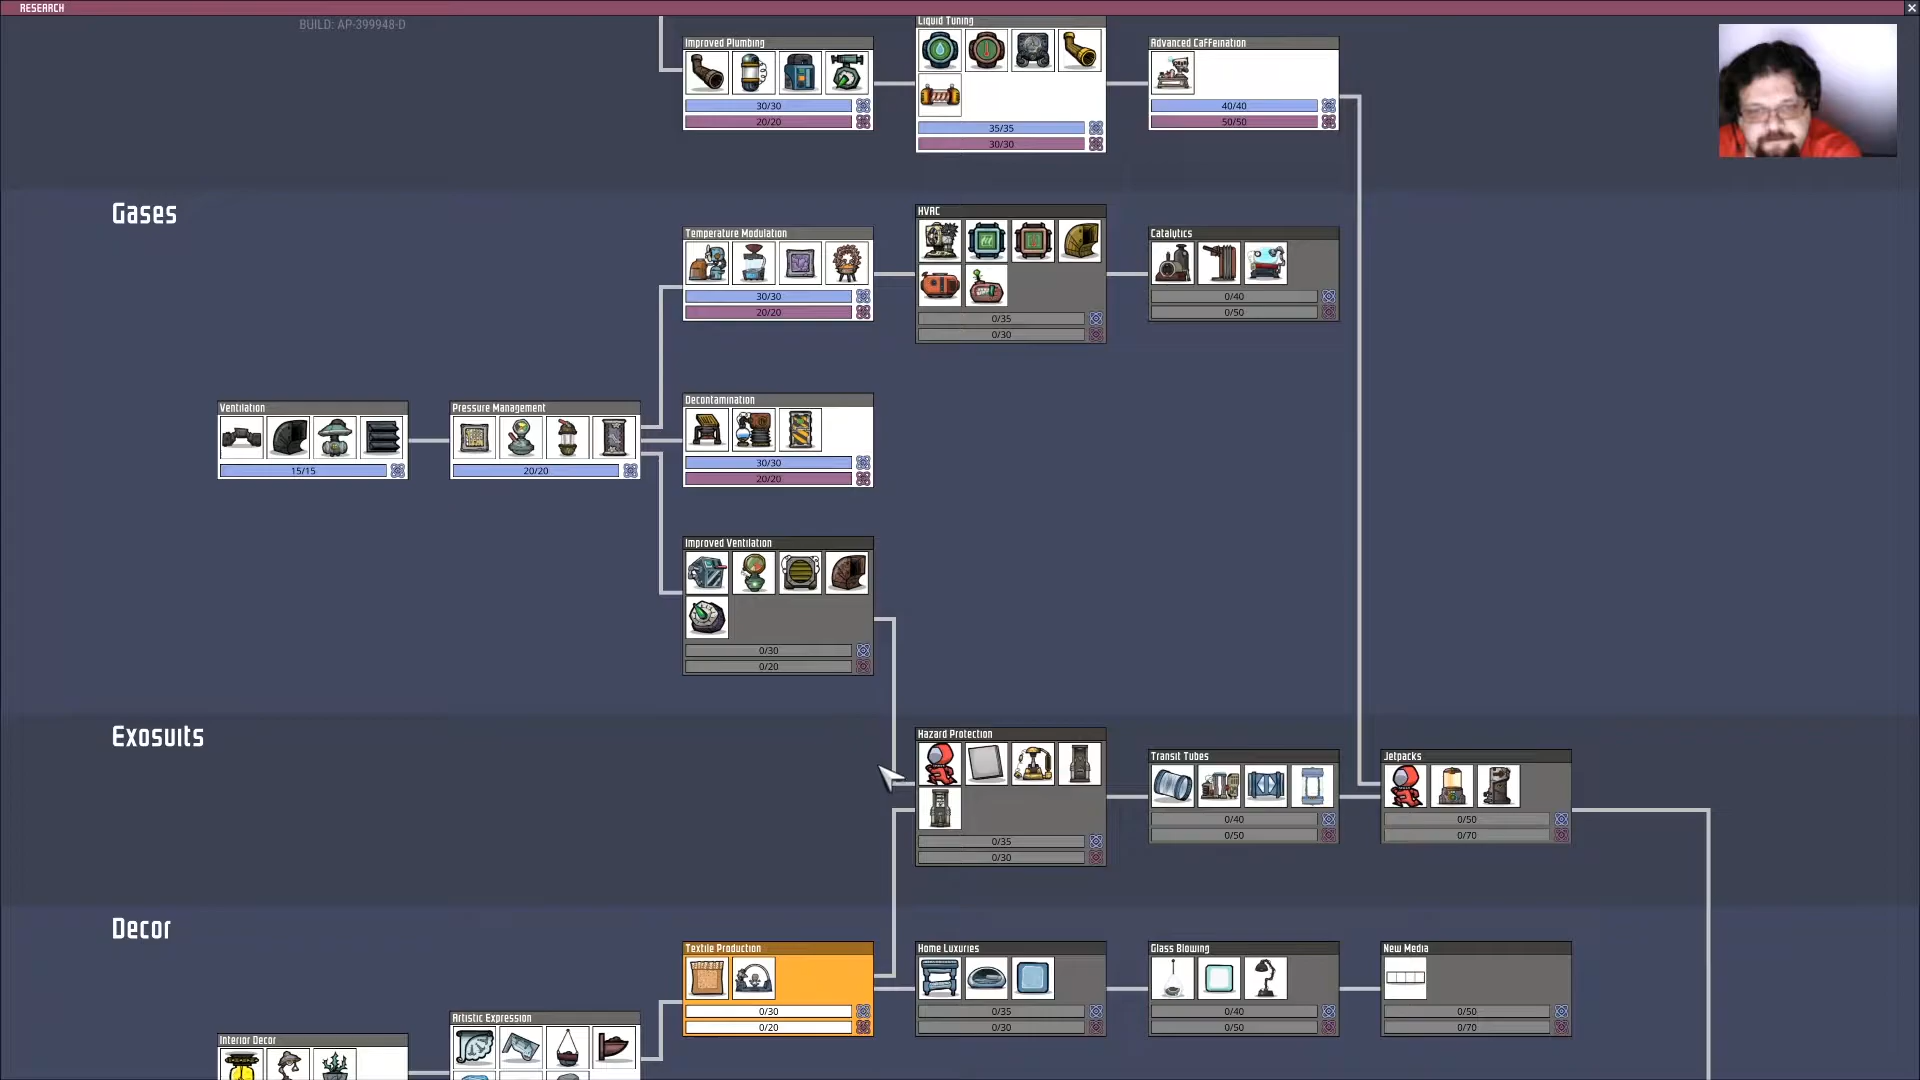 RESEARCH
BUILD: AP-399948-D
Liquid Tuning
Improved Plumbing
Advanced Caffeination
30/30
20/20
35/35
30/30
40/40
50/50
Gases
HVAC
Temperature Modulation
Catalytics
30/30
20/20
0/35
0/30
0/40
0/50
Decontamination
Ventilation
Pressure Management
15/15
20/20
30/30
20/20
Improved Ventilation
0/30
0/20
Exosuits
Hazard Protection
Transit Tubes
Jetpacks
0/35
0/30
0/40
0/50
0/50
0/70
Decor
Textile Production
Home Luxuries
Glass Blowing
New Media
0/30
0/20
0/35
0/30
0/40
0/50
0/50
0/70
Artistic Expression
Interior Decor